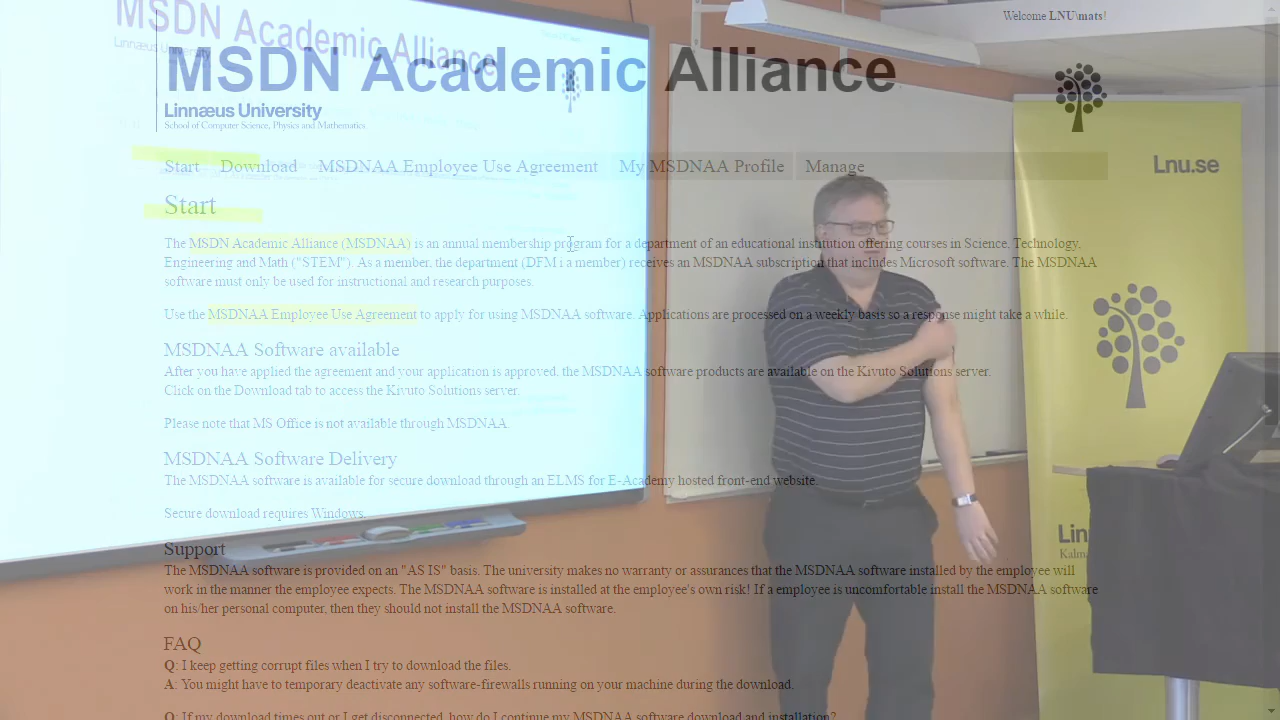 Welcome LNU\mats!
MSDN Academic Alliance
MSDN Academic Alliance
Linnæus University
Linnæus University
School of Computer Science, Physics and Mathematics
Start Download MSDNAA Employee Use Agreement My MSDNAA Profile Manage
Lnu.se
Start
The MSDN Academic Alliance (MSDNAA) is an annual membership program for a department of an educational institution offering courses in Science, Technology,
Engineering and Math ("STEM"). As a member, the department (DFM i a member) receives an MSDNAA subscription that includes Microsoft software. The MSDNAA
software must only be used for instructional and research purposes.
Use the MSDNAA Employee Use Agreement to apply for using MSDNAA software. Applications are processed on a weekly basis so a response might take a while.
MSDNAA Software available
After you have applied the agreement and your application is approved, the MSDNAA software products are available on the Kivuto Solutions server.
Click on the Download tab to access the Kivuto Solutions server.
Please note that MS Office is not available through MSDNAA.
MSDNAA Software Delivery
The MSDNAA software is available for secure download through an ELMS for E-Academy hosted front-end website.
Secure download requires Windows.
Lin
Kalma
Support
The MSDNAA software is provided on an "AS IS" basis. The university makes no warranty or assurances that the MSDNAA software installed by the employee will
work in the manner the employee expects. The MSDNAA software is installed at the employee's own risk! If a employee is uncomfortable install the MSDNAA software
on his/her personal computer, then they should not install the MSDNAA software.
FAQ
Q: I keep getting corrupt files when I try to download the files.
A: You might have to temporary deactivate any software-firewalls running on your machine during the download.
Q: If my download times out or I get disconnected, how do I continue my MSDNAA software download and installation?